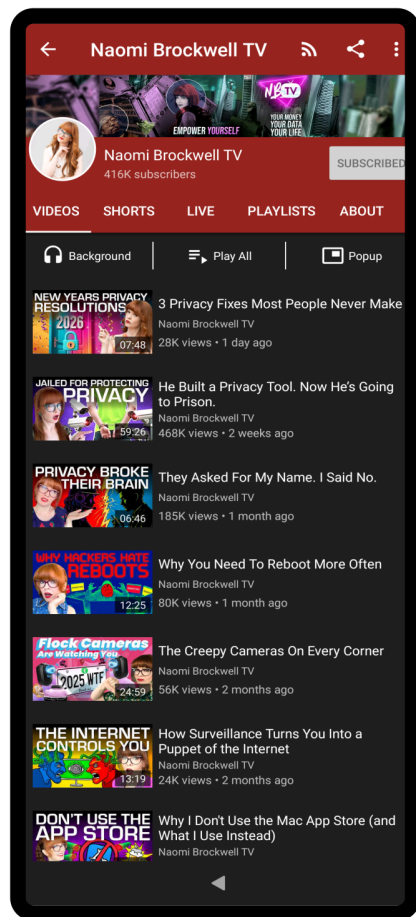 Naomi Brockwell TV
NBTV
EMPOWER YOURSELF
YOUR MONEY
YOUR DATA
YOUR LIFE
Naomi Brockwell TV
416K subscribers
SUBSCRIBED
VIDEOS SHORTS LIVE PLAYLISTS ABOUT
Background Play All Popup
NEW YEARS PRIVACY
RESOLUTIONS
2026
07:48
3 Privacy Fixes Most People Never Make
Naomi Brockwell TV
28K views • 1 day ago
JAILED FOR PROTECTING
PRIVACY
59:26
He Built a Privacy Tool. Now He's Going
to Prison.
Naomi Brockwell TV
468K views • 2 weeks ago
PRIVACY BROKE
THEIR BRAIN
06:46
They Asked For My Name. I Said No.
Naomi Brockwell TV
185K views • 1 month ago
WHY HACKERS HATE
REBOOTS
12:25
Why You Need To Reboot More Often
Naomi Brockwell TV
80K views • 1 month ago
Flock Cameras
Are Watching You
2025 WTF
24:59
The Creepy Cameras On Every Corner
Naomi Brockwell TV
56K views • 2 months ago
THE INTERNET
CONTROLS YOU
13:19
How Surveillance Turns You Into a
Puppet of the Internet
Naomi Brockwell TV
24K views • 2 months ago
DON'T USE THE
APP STORE
Why I Don't Use the Mac App Store (and
What I Use Instead)
Naomi Brockwell TV